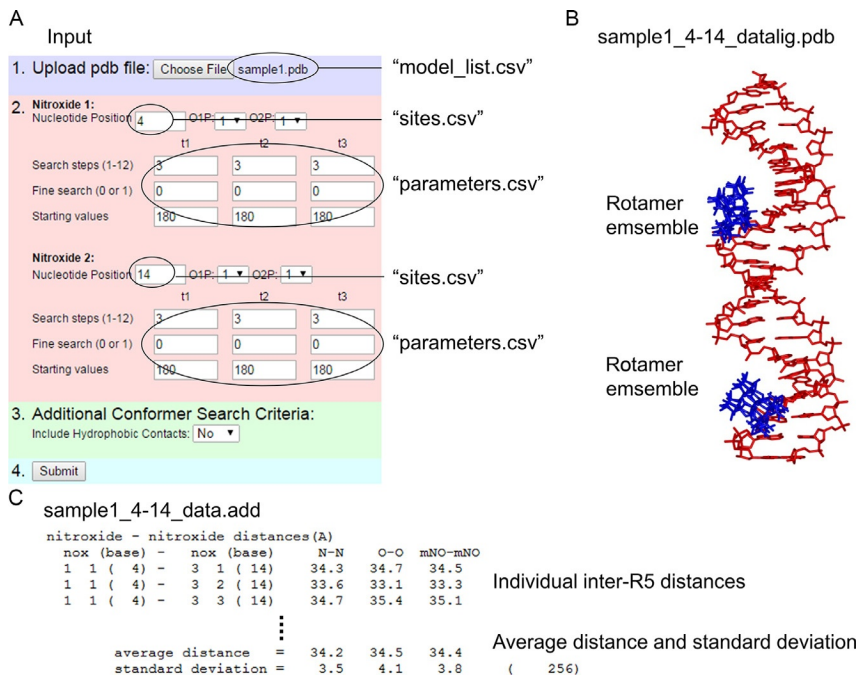 A
Input
1. Upload pdb file: Choose File sample1.pdb
"model_list.csv"
2. Nitroxide 1:
Nucleotide Position 4 O1P: 1 O2P: 1
"sites.csv"
t1 t2 t3
Search steps (1-12) 3 3 3
Fine search (0 or 1) 0 0 0
"parameters.csv"
Starting values 180 180 180
Nitroxide 2:
Nucleotide Position 14 O1P: 1 O2P: 1
"sites.csv"
t1 t2 t3
Search steps (1-12) 3 3 3
Fine search (0 or 1) 0 0 0
"parameters.csv"
Starting values 180 180 180
3. Additional Conformer Search Criteria:
Include Hydrophobic Contacts: No
4. Submit
B
sample1_4-14_datalig.pdb
Rotamer
emsemble
Rotamer
emsemble
C
sample1_4-14_data.add
nitroxide - nitroxide distances(A)
nox (base) - nox (base) N-N O-O mNO-mNO
1 1 ( 4) - 3 1 ( 14) 34.3 34.7 34.5
1 1 ( 4) - 3 2 ( 14) 33.6 33.1 33.3
1 1 ( 4) - 3 3 ( 14) 34.7 35.4 35.1
Individual inter-R5 distances
average distance = 34.2 34.5 34.4
standard deviation = 3.5 4.1 3.8 ( 256)
Average distance and standard deviation